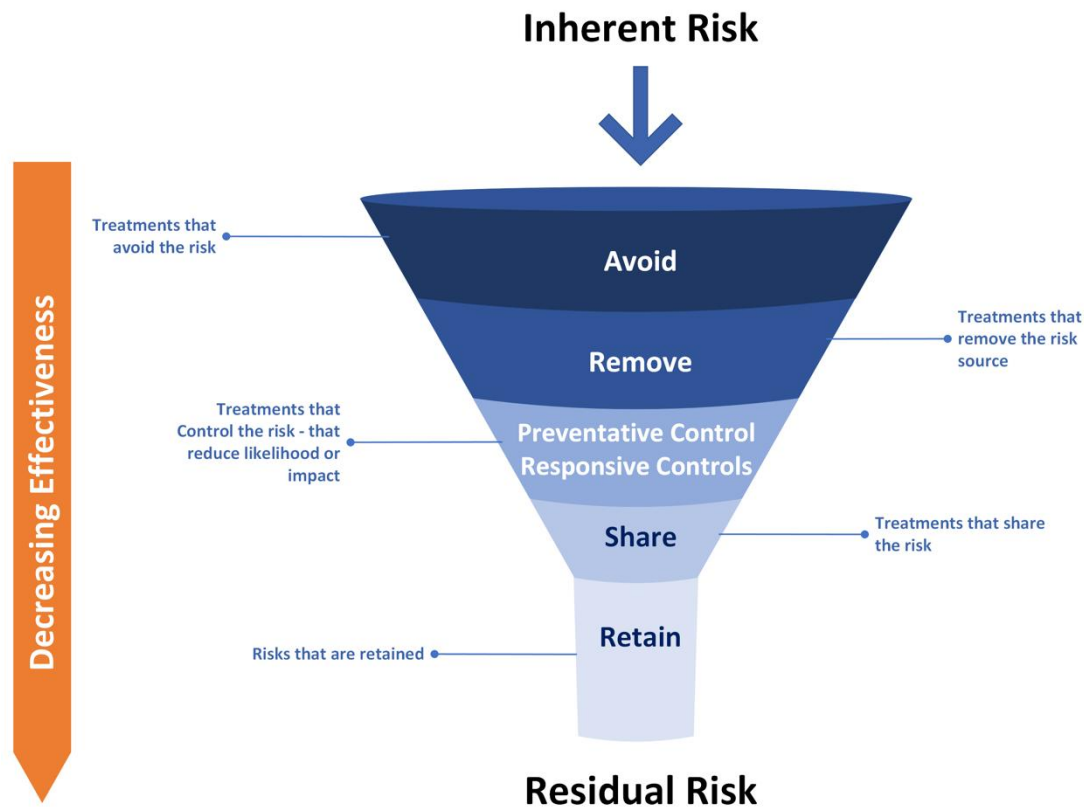 Inherent Risk
Decreasing Effectiveness
Treatments that
avoid the risk
Avoid
Remove
Treatments that
remove the risk
source
Treatments that
Control the risk - that
reduce likelihood or
impact
Preventative Control
Responsive Controls
Share
Treatments that share
the risk
Retain
Risks that are retained
Residual Risk